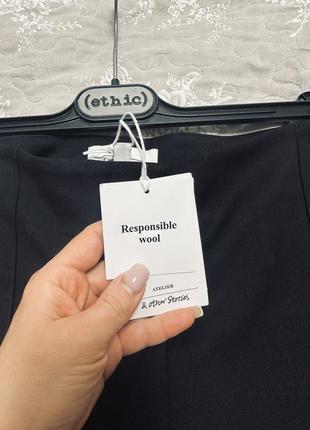 (ethic)
Responsible
wool
ATELIER
& other Stories